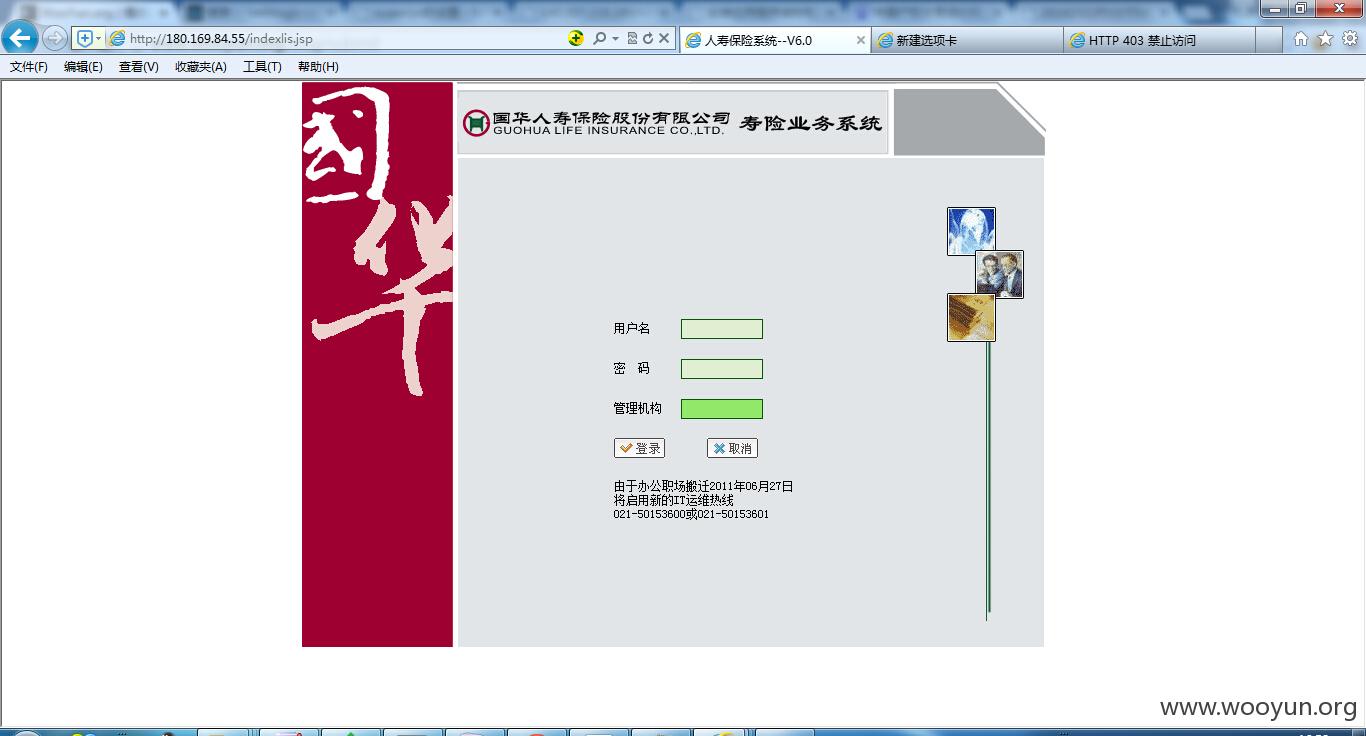 http://180.169.84.55/indexlis.jsp
人寿保险系统--V6.0
新建选项卡
HTTP 403 禁止访问
文件(F) 编辑(E) 查看(V) 收藏夹(A) 工具(T) 帮助(H)
國
华
国华人寿保险股份有限公司 寿险业务系统
GUOHUA LIFE INSURANCE CO.,LTD.
用户名
密 码
管理机构
登录 取消
由于办公职场搬迁2011年06月27日
将启用新的IT运维热线
021-50153600或021-50153601
www.wooyun.org